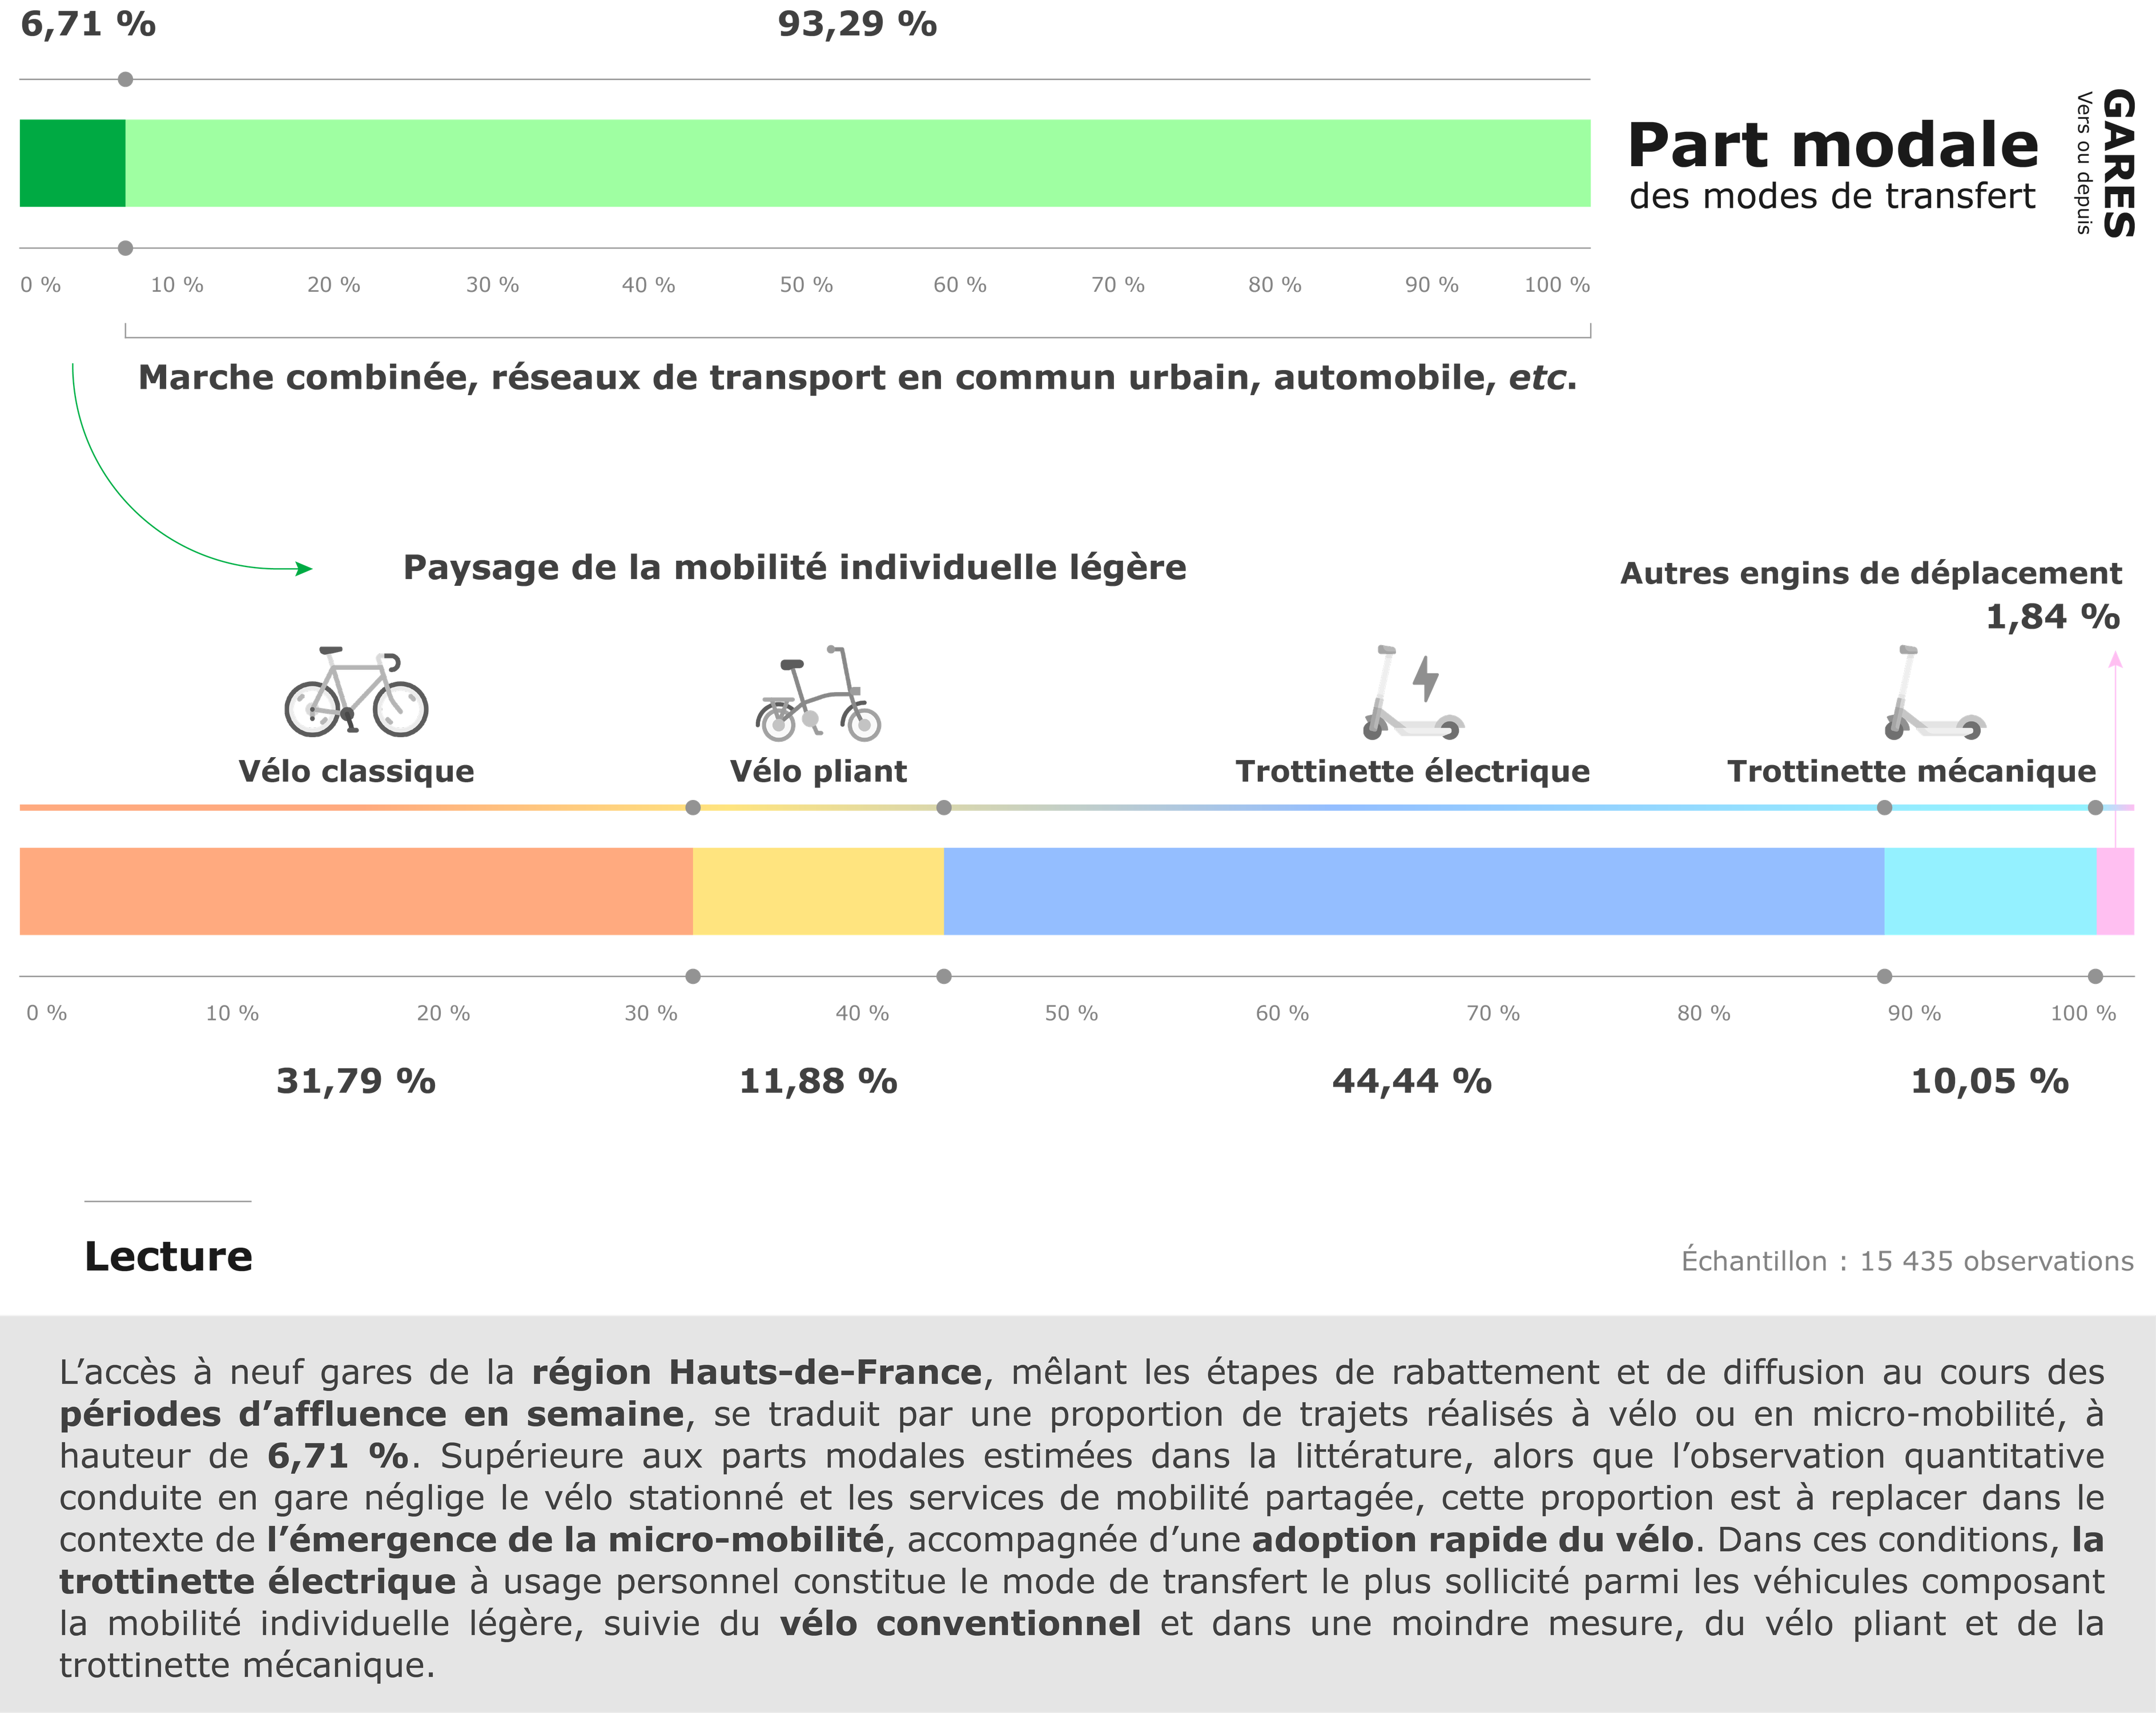 6,71 %
93,29 %
Part modale
des modes de transfert
GARES
Vers ou depuis
0 %
10 %
20 %
30 %
40 %
50 %
60 %
70 %
80 %
90 %
100 %
Marche combinée, réseaux de transport en commun urbain, automobile, etc.
Paysage de la mobilité individuelle légère
Autres engins de déplacement
1,84 %
Vélo classique
Vélo pliant
Trottinette électrique
Trottinette mécanique
0 %
10 %
20 %
30 %
40 %
50 %
60 %
70 %
80 %
90 %
100 %
31,79 %
11,88 %
44,44 %
10,05 %
Lecture
Échantillon : 15 435 observations
L’accès à neuf gares de la région Hauts-de-France, mêlant les étapes de rabattement et de diffusion au cours des
périodes d’affluence en semaine, se traduit par une proportion de trajets réalisés à vélo ou en micro-mobilité, à
hauteur de 6,71 %. Supérieure aux parts modales estimées dans la littérature, alors que l’observation quantitative
conduite en gare néglige le vélo stationné et les services de mobilité partagée, cette proportion est à replacer dans le
contexte de l’émergence de la micro-mobilité, accompagnée d’une adoption rapide du vélo. Dans ces conditions, la
trottinette électrique à usage personnel constitue le mode de transfert le plus sollicité parmi les véhicules composant
la mobilité individuelle légère, suivie du vélo conventionnel et dans une moindre mesure, du vélo pliant et de la
trottinette mécanique.